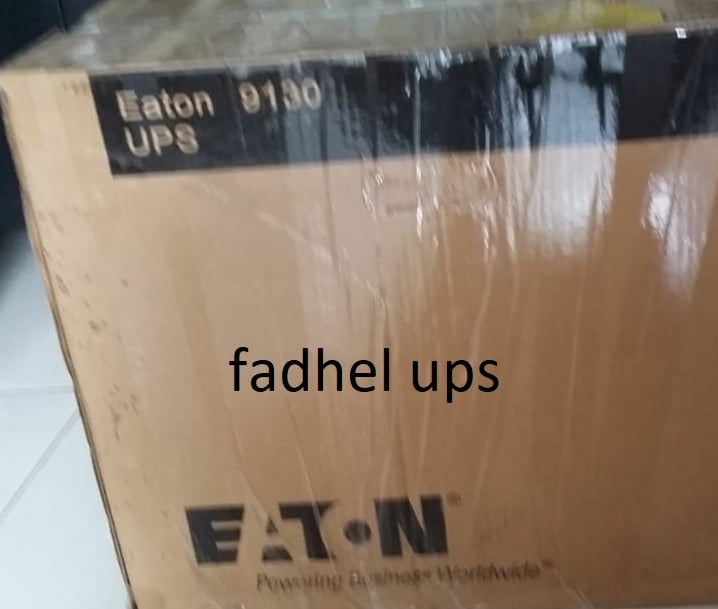 Eaton 9130
UPS
fadhel ups
EATON®
Powering Business Worldwide™